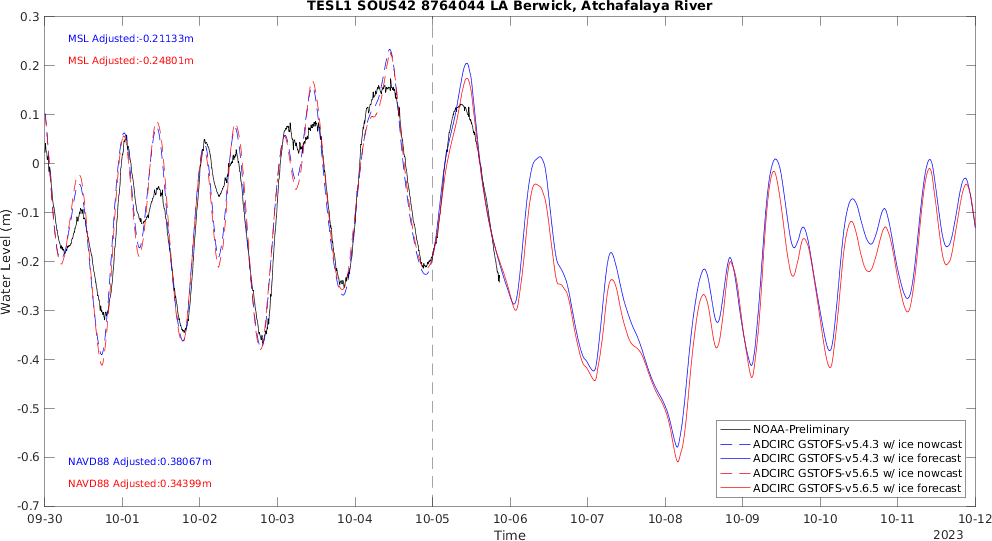 TESL1 SOUS42 8764044 LA Berwick, Atchafalaya River
0.3
0.2
0.1
0
-0.1
-0.2
-0.3
-0.4
-0.5
-0.6
-0.7
Water Level (m)
MSL Adjusted:-0.21133m
MSL Adjusted:-0.24801m
NAVD88 Adjusted:0.38067m
NAVD88 Adjusted:0.34399m
NOAA-Preliminary
ADCIRC GSTOFS-v5.4.3 w/ ice nowcast
ADCIRC GSTOFS-v5.4.3 w/ ice forecast
ADCIRC GSTOFS-v5.6.5 w/ ice nowcast
ADCIRC GSTOFS-v5.6.5 w/ ice forecast
09-30 10-01 10-02 10-03 10-04 10-05 10-06 10-07 10-08 10-09 10-10 10-11 10-12
Time
2023